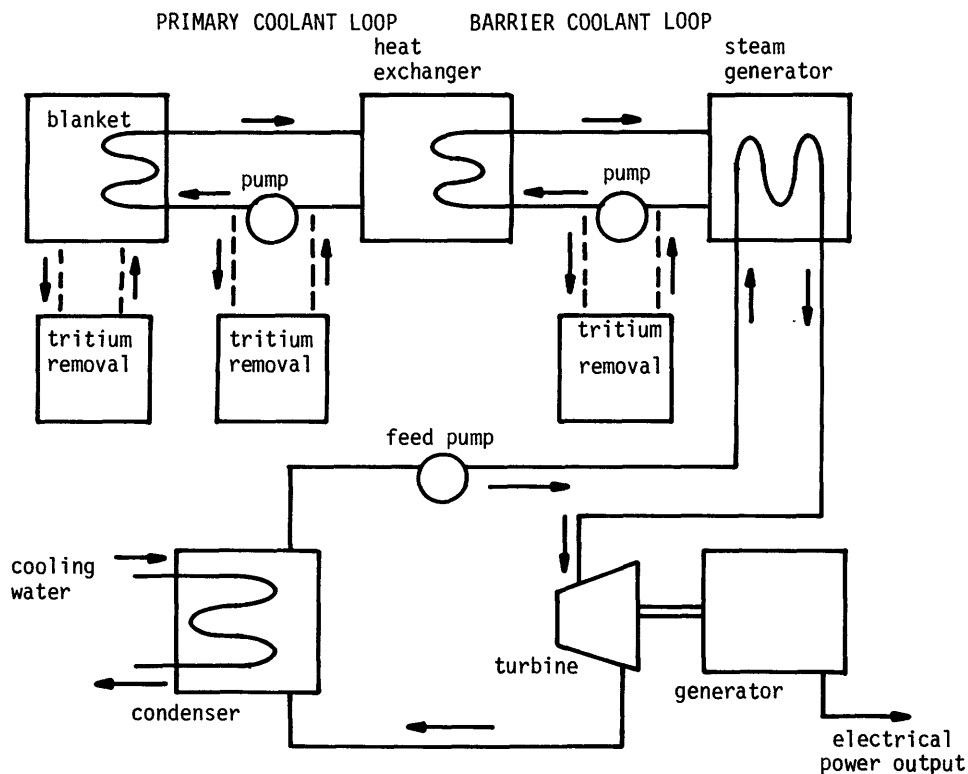 PRIMARY COOLANT LOOP
BARRIER COOLANT LOOP
heat
exchanger
steam
generator
blanket
pump
pump
tritium
removal
tritium
removal
tritium
removal
feed pump
cooling
water
turbine
generator
condenser
electrical
power output